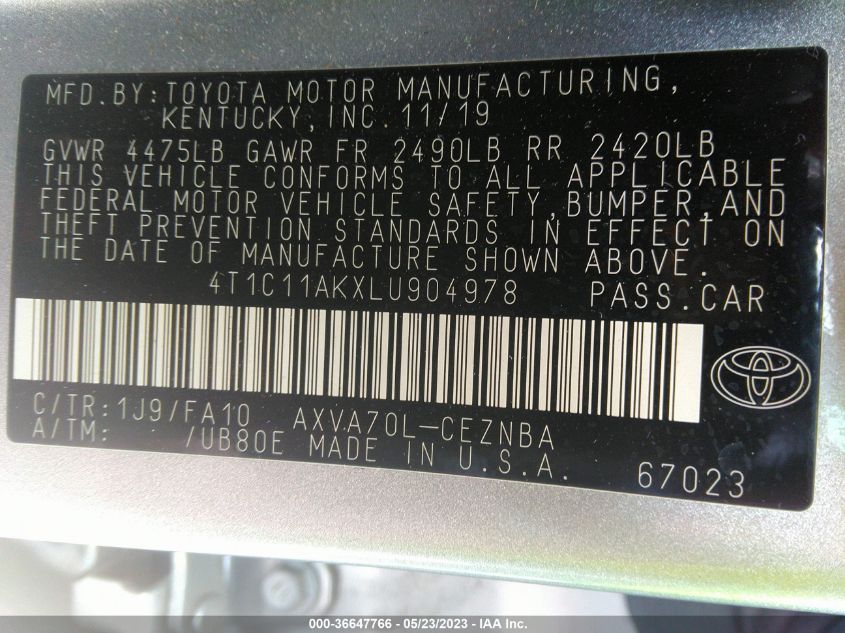 MFD.BY:TOYOTA MOTOR MANUFACTURING,
KENTUCKY,INC.11/19
GVWR 4475LB GAWR FR 2490LB RR 2420LB
THIS VEHICLE CONFORMS TO ALL APPLICABLE
FEDERAL MOTOR VEHICLE SAFETY,BUMPER,AND
THEFT PREVENTION STANDARDS IN EFFECT ON
THE DATE OF MANUFACTURE SHOWN ABOVE.
4T1C11AKXLU904978 PASS.CAR
C/TR:1J9/FA10 AXVA70L-CEZNBA
A/TM: /UB80E MADE IN U.S.A. 67023
000-36647766 - 05/23/2023 - IAA Inc.